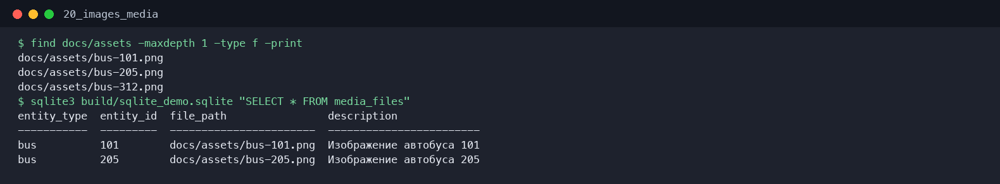 20_images_media
$ find docs/assets -maxdepth 1 -type f -print
docs/assets/bus-101.png
docs/assets/bus-205.png
docs/assets/bus-312.png
$ sqlite3 build/sqlite_demo.sqlite "SELECT * FROM media_files"
entity_type  entity_id  file_path                description
-----------  ---------  -----------------------  ------------------------
bus          101        docs/assets/bus-101.png  Изображение автобуса 101
bus          205        docs/assets/bus-205.png  Изображение автобуса 205